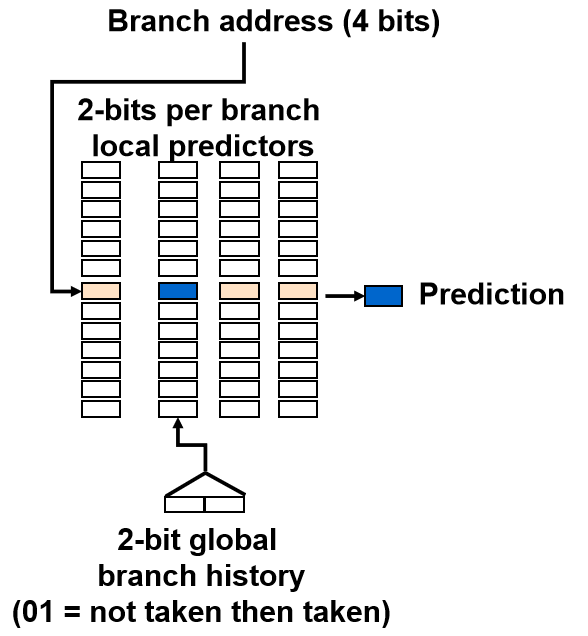 Branch address (4 bits)
2-bits per branch
local predictors
Prediction
2-bit global
branch history
(01 = not taken then taken)